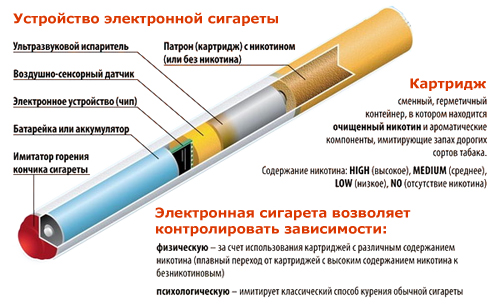 Устройство электронной сигареты
Ультразвуковой испаритель
Воздушно-сенсорный датчик
Электронное устройство (чип)
Батарейка или аккумулятор
Имитатор горения
кончика сигареты
Патрон (картридж) с никотином
(или без никотина)
Картридж
сменный, герметичный
контейнер, в котором находится
очищенный никотин и ароматические
компоненты, имитирующие запах дорогих
сортов табака.
Содержание никотина: HIGH (высокое), MEDIUM (среднее),
LOW (низкое), NO (отсутствие никотина)
Электронная сигарета возволяет
контролировать зависимости:
физическую – за счет использования картриджей с различным содержанием
никотина (плавный переход от картриджей с высоким содержанием никотина к
безникотиновым)
психологическую – имитирует классический способ курения обычной сигареты